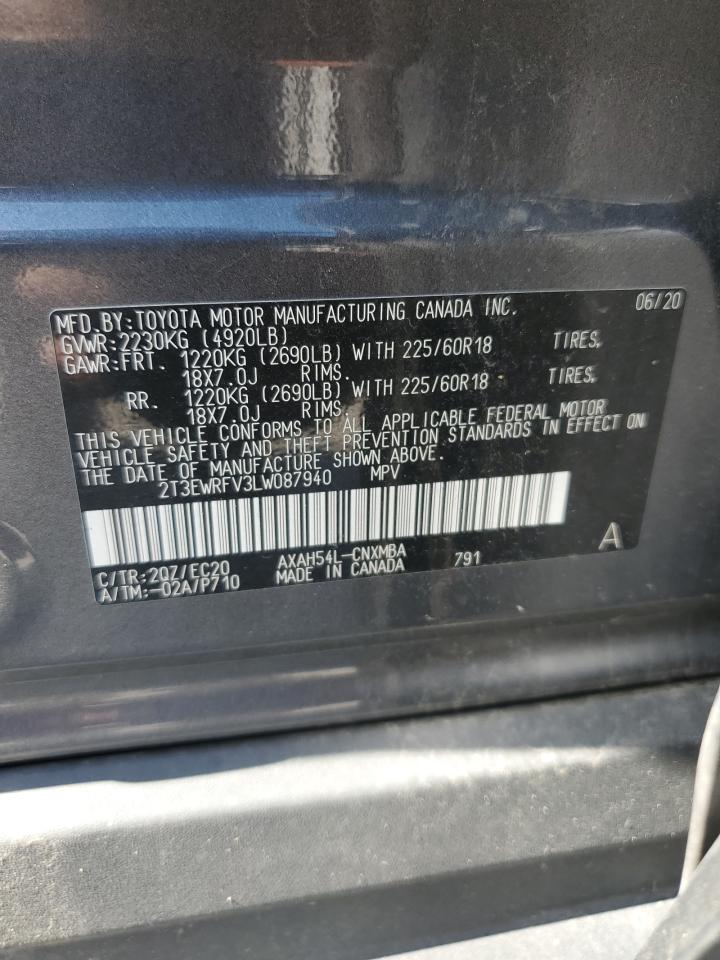 MFD.BY:TOYOTA MOTOR MANUFACTURING CANADA INC. 06/20
GVWR:2230KG (4920LB)
GAWR:FRT. 1220KG (2690LB) WITH 225/60R18 TIRES,
18X7.0J RIMS.
RR. 1220KG (2690LB) WITH 225/60R18 TIRES,
18X7.0J RIMS.
THIS VEHICLE CONFORMS TO ALL APPLICABLE FEDERAL MOTOR
VEHICLE SAFETY AND THEFT PREVENTION STANDARDS IN EFFECT ON
THE DATE OF MANUFACTURE SHOWN ABOVE.
2T3EWRFV3LW087940 MPV
C/TR:2QZ/EC20 AXAH54L-CNXMBA 791 A
A/TM:-02A/P710 MADE IN CANADA